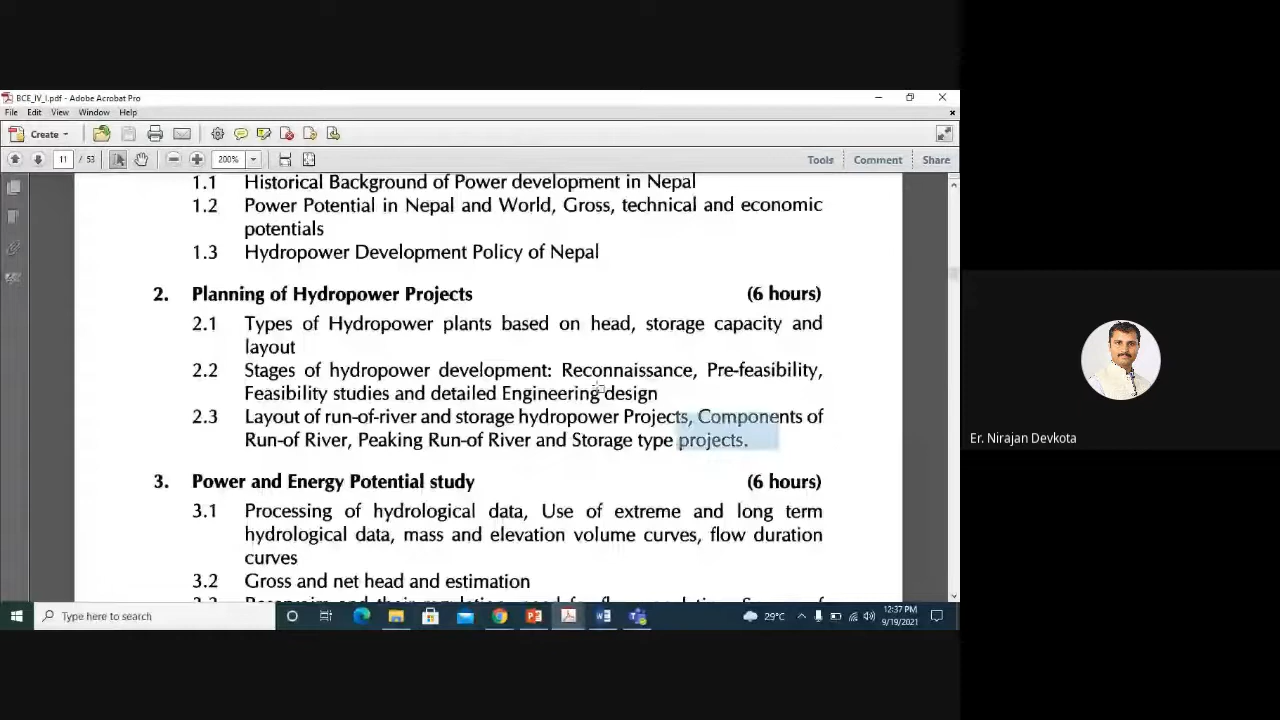 BCE_IV_I.pdf - Adobe Acrobat Pro
File Edit View Window Help
Create
11 / 53 200% Tools Comment Share
1.1 Historical Background of Power development in Nepal
1.2 Power Potential in Nepal and World, Gross, technical and economic
potentials
1.3 Hydropower Development Policy of Nepal
2. Planning of Hydropower Projects (6 hours)
2.1 Types of Hydropower plants based on head, storage capacity and
layout
2.2 Stages of hydropower development: Reconnaissance, Pre-feasibility,
Feasibility studies and detailed Engineering design
2.3 Layout of run-of-river and storage hydropower Projects, Components of
Run-of River, Peaking Run-of River and Storage type projects.
3. Power and Energy Potential study (6 hours)
3.1 Processing of hydrological data, Use of extreme and long term
hydrological data, mass and elevation volume curves, flow duration
curves
3.2 Gross and net head and estimation
Er. Nirajan Devkota
Type here to search
29°C
12:37 PM
9/19/2021